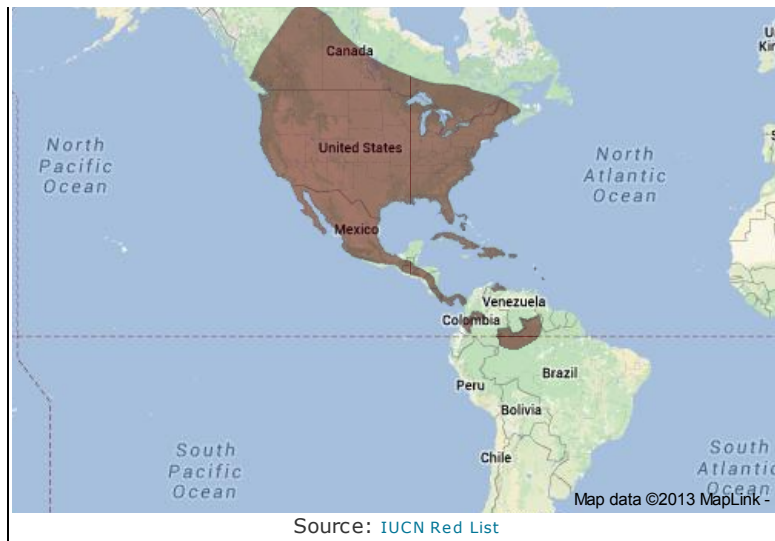 Canada
United States
Mexico
North
Pacific
Ocean
North
Atlantic
Ocean
Venezuela
Colombia
Brazil
Peru
Bolivia
Chile
South
Pacific
Ocean
South
Map data ©2013 MapLink -
Source: IUCN Red List